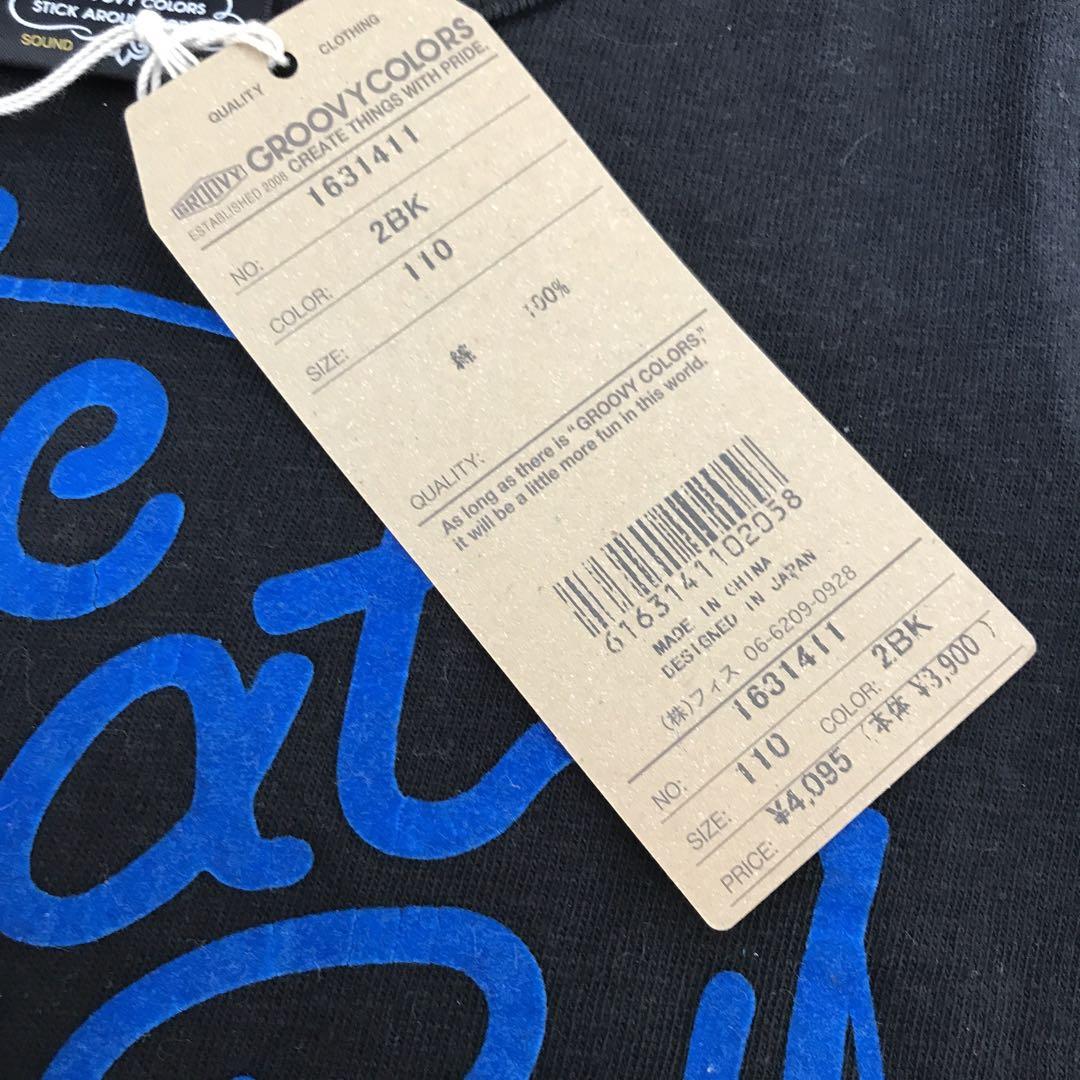 COLORS
STICK AROUND
SOUND
QUALITY CLOTHING
GROOVY! GROOVYCOLORS
ESTABLISHED 2008 CREATE THINGS WITH PRIDE.
NO: 1631411
COLOR: 2BK
SIZE: 110
綿 100%
QUALITY:
As long as there is "GROOVY COLORS,"
it will be a little more fun in this world.
6163141102038
MADE IN CHINA
DESIGNED IN JAPAN
(株)フィス 06-6209-0928
NO: 1631411
SIZE: 110 COLOR: 2BK
PRICE: ¥4,095 (本体 ¥3,900)